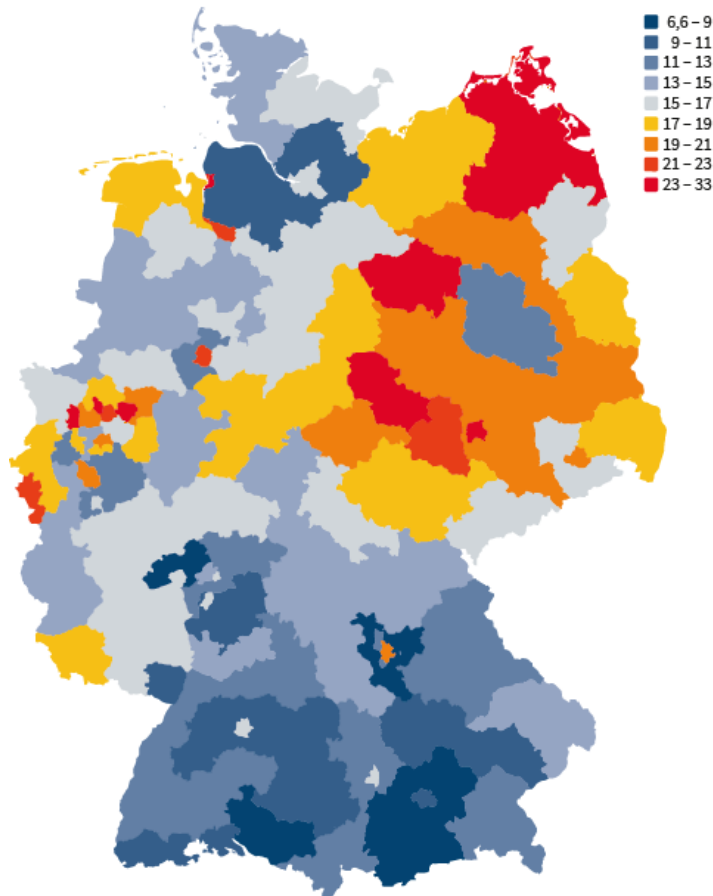 6,6 – 9
9 – 11
11 – 13
13 – 15
15 – 17
17 – 19
19 – 21
21 – 23
23 – 33